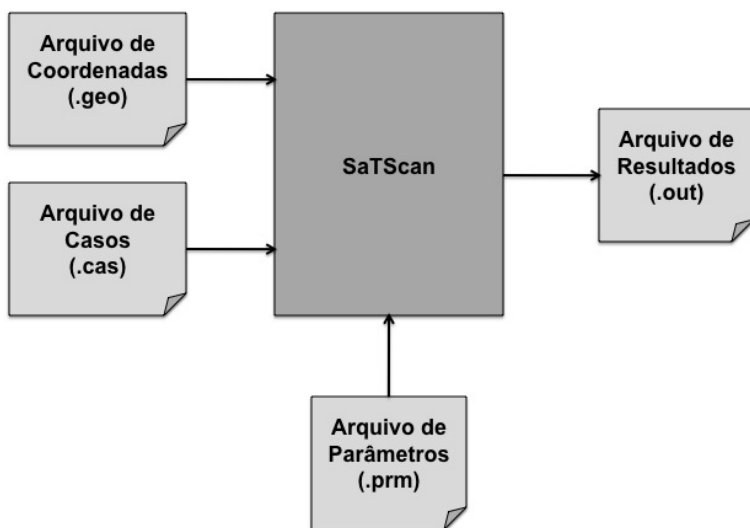 Arquivo de
Coordenadas
(.geo)
Arquivo de
Casos
(.cas)
SaTScan
Arquivo de
Resultados
(.out)
Arquivo de
Parâmetros
(.prm)